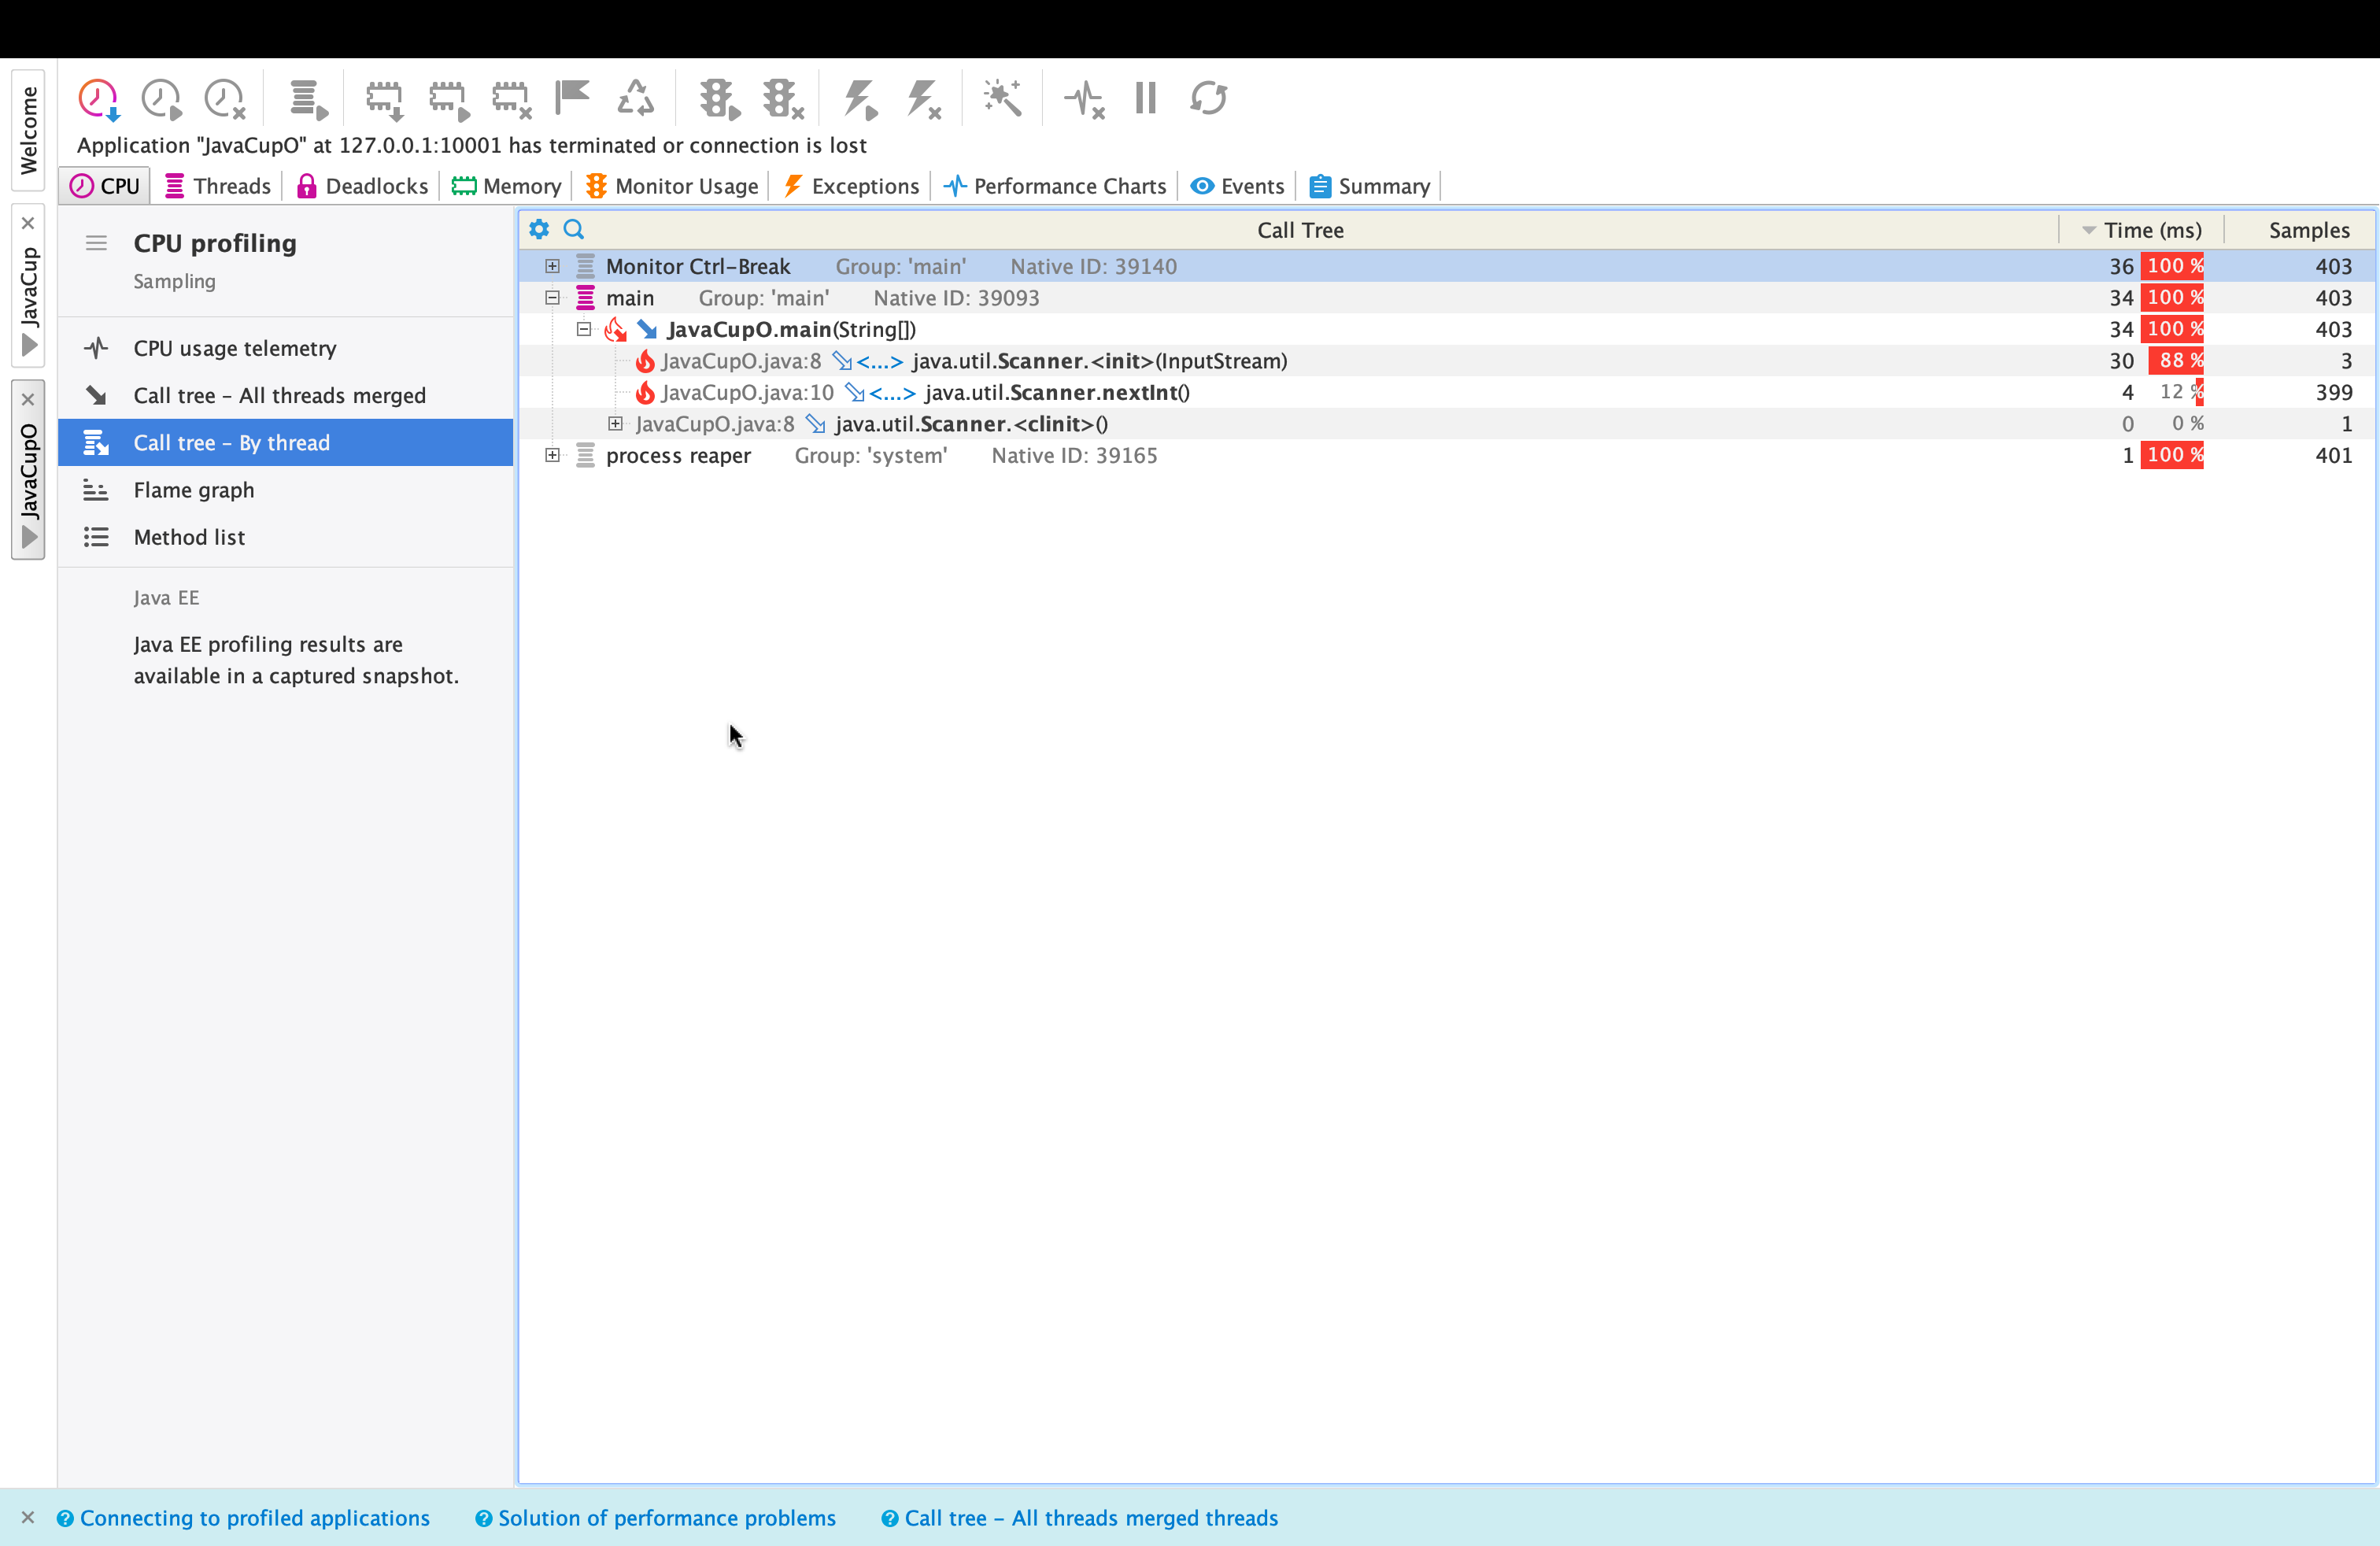 Welcome
JavaCup
JavaCupO
Application "JavaCupO" at 127.0.0.1:10001 has terminated or connection is lost
CPU Threads Deadlocks Memory Monitor Usage Exceptions Performance Charts Events Summary
CPU profiling
Sampling
CPU usage telemetry
Call tree – All threads merged
Call tree – By thread
Flame graph
Method list
Java EE
Java EE profiling results are
available in a captured snapshot.
Call Tree Time (ms) Samples
Monitor Ctrl-Break Group: 'main' Native ID: 39140 36 100 % 403
main Group: 'main' Native ID: 39093 34 100 % 403
JavaCupO.main(String[]) 34 100 % 403
JavaCupO.java:8 <...> java.util.Scanner.<init>(InputStream) 30 88 % 3
JavaCupO.java:10 <...> java.util.Scanner.nextInt() 4 12 % 399
JavaCupO.java:8 java.util.Scanner.<clinit>() 0 0 % 1
process reaper Group: 'system' Native ID: 39165 1 100 % 401
Connecting to profiled applications Solution of performance problems Call tree – All threads merged threads